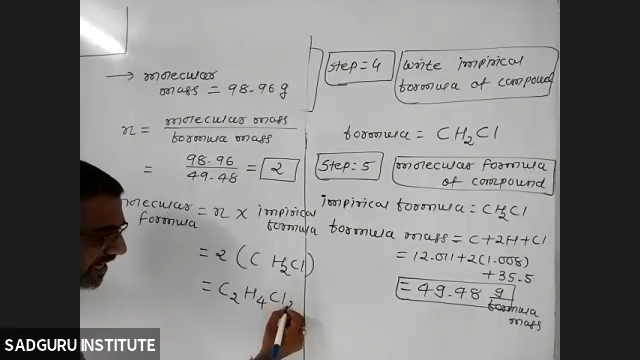 → molecular
mass = 98.96 g
n = molecular mass
formula mass
= 98.96
49.48
= 2
molecular
formula
= n × impirical
formula
= 2 (CH2Cl)
= C2H4Cl2
Step=4
Write impirical
formula of compound
formula = CH2Cl
Step:5
molecular formula
of compound
impirical formula = CH2Cl
formula mass = C+2H+Cl
= 12.011+2(1.008)
+35.5
= 49.48 g
formula
mass
SADGURU INSTITUTE